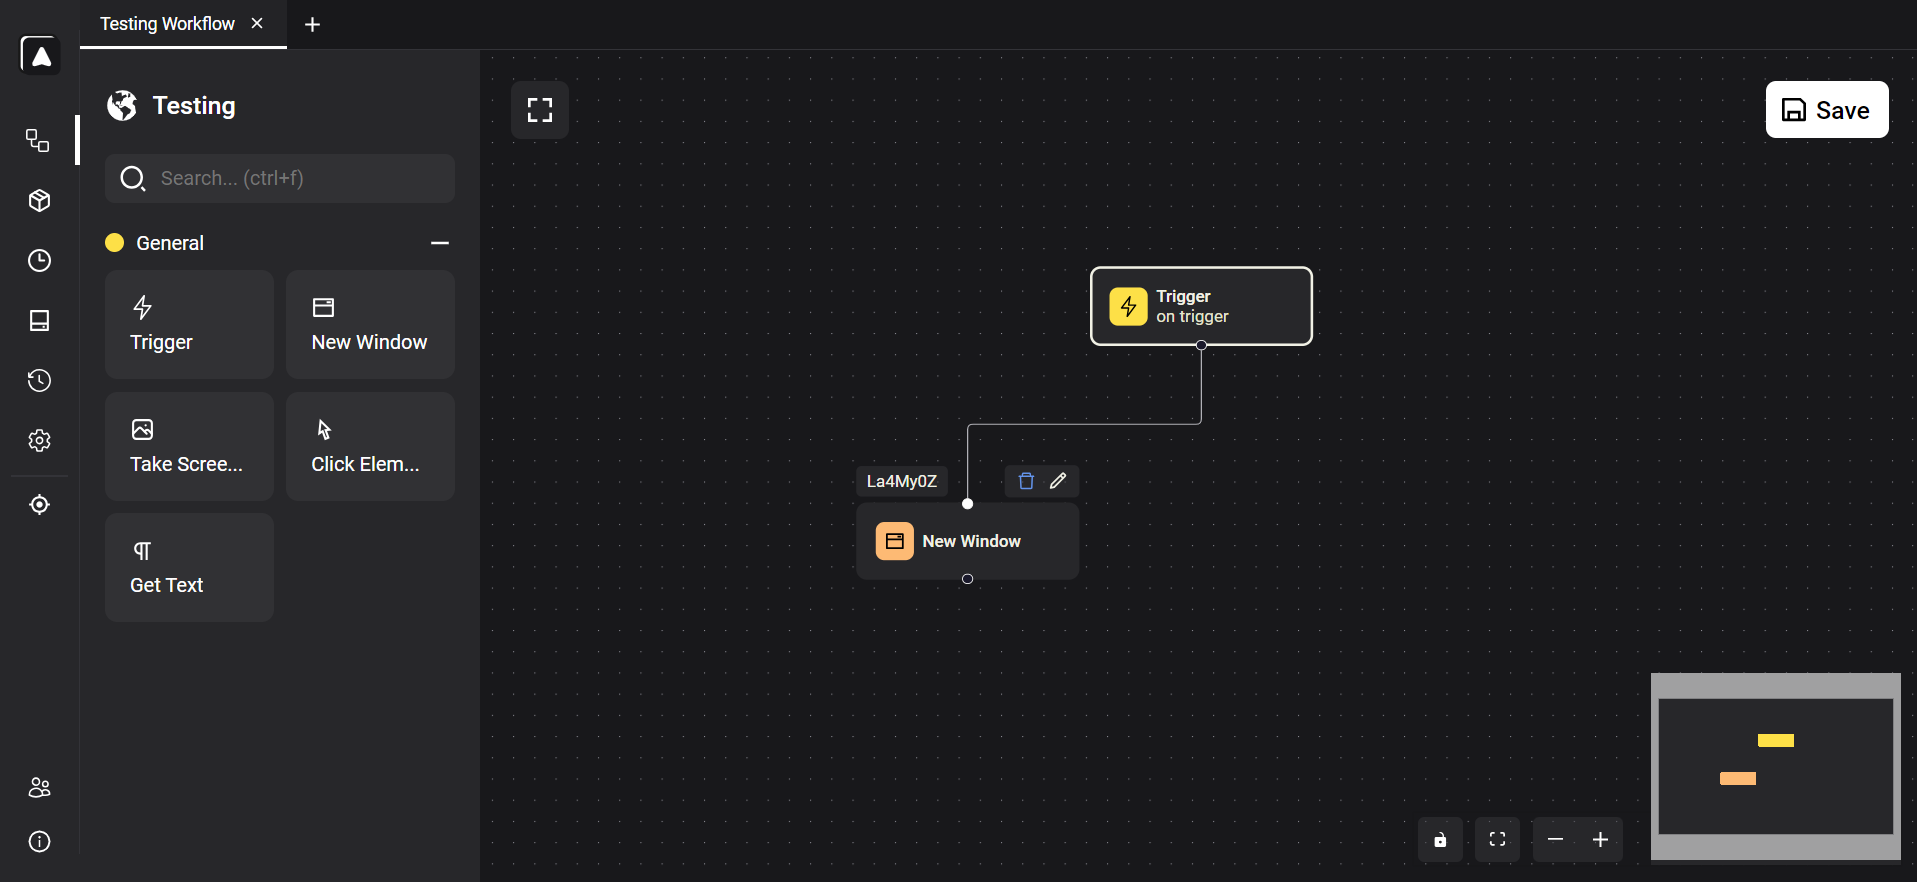 Testing Workflow
Testing
Search... (ctrl+f)
General
Trigger
New Window
Take Scree...
Click Elem...
Get Text
Save
Trigger
on trigger
La4My0Z
New Window